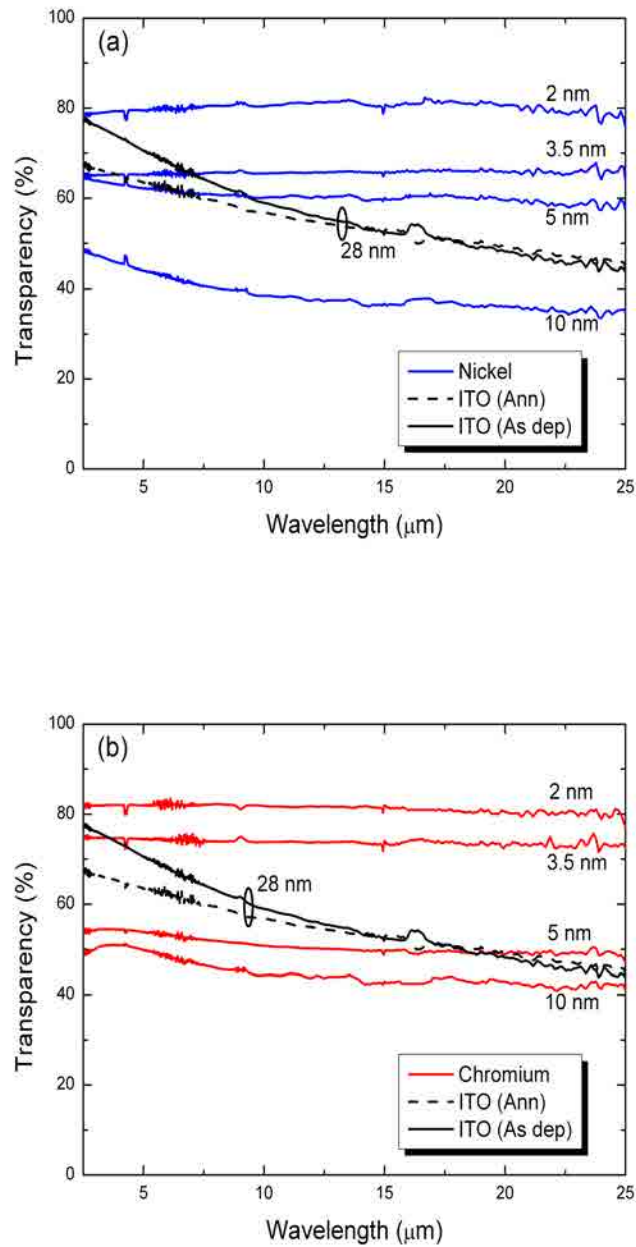 (a)
100
80
60
40
20
0
Transparency (%)
2 nm
3.5 nm
5 nm
28 nm
10 nm
Nickel
ITO (Ann)
ITO (As dep)
5 10 15 20 25
Wavelength (μm)
(b)
100
80
60
40
20
0
Transparency (%)
2 nm
3.5 nm
28 nm
5 nm
10 nm
Chromium
ITO (Ann)
ITO (As dep)
5 10 15 20 25
Wavelength (μm)